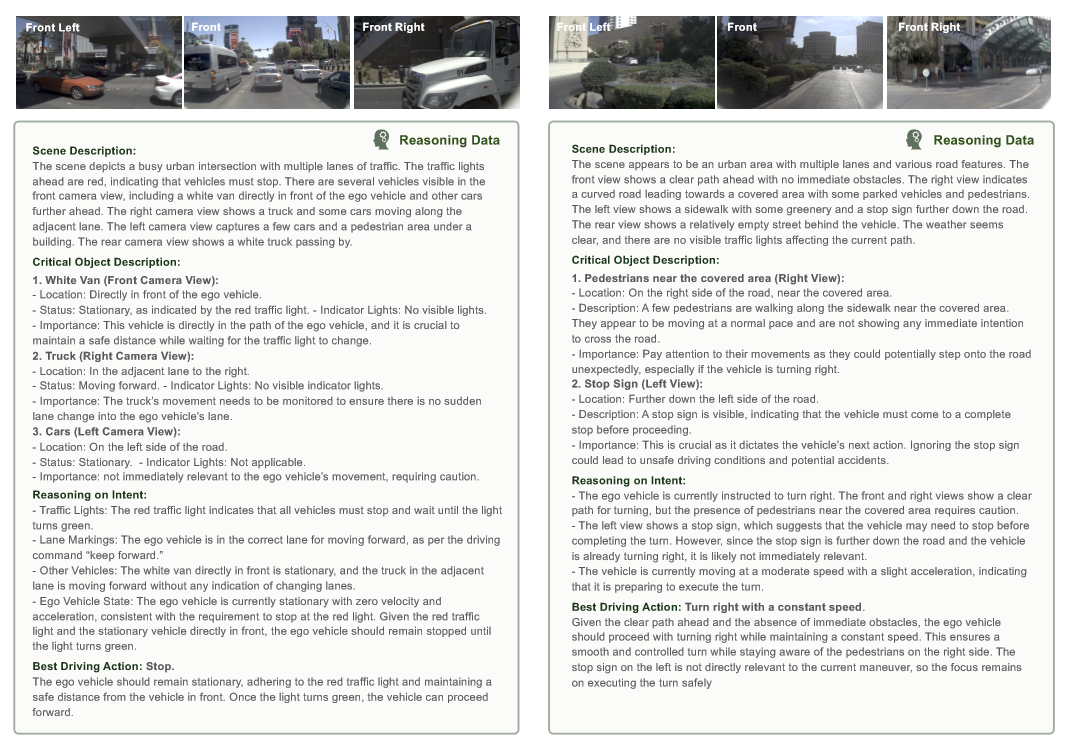 Front Left
Front
Front Right
Reasoning Data
Scene Description:
The scene depicts a busy urban intersection with multiple lanes of traffic. The traffic lights
ahead are red, indicating that vehicles must stop. There are several vehicles visible in the
front camera view, including a white van directly in front of the ego vehicle and other cars
further ahead. The right camera view shows a truck and some cars moving along the
adjacent lane. The left camera view captures a few cars and a pedestrian area under a
building. The rear camera view shows a white truck passing by.
Critical Object Description:
1. White Van (Front Camera View):
- Location: Directly in front of the ego vehicle.
- Status: Stationary, as indicated by the red traffic light. - Indicator Lights: No visible lights.
- Importance: This vehicle is directly in the path of the ego vehicle, and it is crucial to
maintain a safe distance while waiting for the traffic light to change.
2. Truck (Right Camera View):
- Location: In the adjacent lane to the right.
- Status: Moving forward. - Indicator Lights: No visible indicator lights.
- Importance: The truck's movement needs to be monitored to ensure there is no sudden
lane change into the ego vehicle's lane.
3. Cars (Left Camera View):
- Location: On the left side of the road.
- Status: Stationary. - Indicator Lights: Not applicable.
- Importance: not immediately relevant to the ego vehicle's movement, requiring caution.
Reasoning on Intent:
- Traffic Lights: The red traffic light indicates that all vehicles must stop and wait until the light
turns green.
- Lane Markings: The ego vehicle is in the correct lane for moving forward, as per the driving
command “keep forward.”
- Other Vehicles: The white van directly in front is stationary, and the truck in the adjacent
lane is moving forward without any indication of changing lanes.
- Ego Vehicle State: The ego vehicle is currently stationary with zero velocity and
acceleration, consistent with the requirement to stop at the red light. Given the red traffic
light and the stationary vehicle directly in front, the ego vehicle should remain stopped until
the light turns green.
Best Driving Action: Stop.
The ego vehicle should remain stationary, adhering to the red traffic light and maintaining a
safe distance from the vehicle in front. Once the light turns green, the vehicle can proceed
forward.
Front Left
Front
Front Right
Reasoning Data
Scene Description:
The scene appears to be an urban area with multiple lanes and various road features. The
front view shows a clear path ahead with no immediate obstacles. The right view indicates
a curved road leading towards a covered area with some parked vehicles and pedestrians.
The left view shows a sidewalk with some greenery and a stop sign further down the road.
The rear view shows a relatively empty street behind the vehicle. The weather seems
clear, and there are no visible traffic lights affecting the current path.
Critical Object Description:
1. Pedestrians near the covered area (Right View):
- Location: On the right side of the road, near the covered area.
- Description: A few pedestrians are walking along the sidewalk near the covered area.
They appear to be moving at a normal pace and are not showing any immediate intention
to cross the road.
- Importance: Pay attention to their movements as they could potentially step onto the road
unexpectedly, especially if the vehicle is turning right.
2. Stop Sign (Left View):
- Location: Further down the left side of the road.
- Description: A stop sign is visible, indicating that the vehicle must come to a complete
stop before proceeding.
- Importance: This is crucial as it dictates the vehicle's next action. Ignoring the stop sign
could lead to unsafe driving conditions and potential accidents.
Reasoning on Intent:
- The ego vehicle is currently instructed to turn right. The front and right views show a clear
path for turning, but the presence of pedestrians near the covered area requires caution.
- The left view shows a stop sign, which suggests that the vehicle may need to stop before
completing the turn. However, since the stop sign is further down the road and the vehicle
is already turning right, it is likely not immediately relevant.
- The vehicle is currently moving at a moderate speed with a slight acceleration, indicating
that it is preparing to execute the turn.
Best Driving Action: Turn right with a constant speed.
Given the clear path ahead and the absence of immediate obstacles, the ego vehicle
should proceed with turning right while maintaining a constant speed. This ensures a
smooth and controlled turn while staying aware of the pedestrians on the right side. The
stop sign on the left is not directly relevant to the current maneuver, so the focus remains
on executing the turn safely